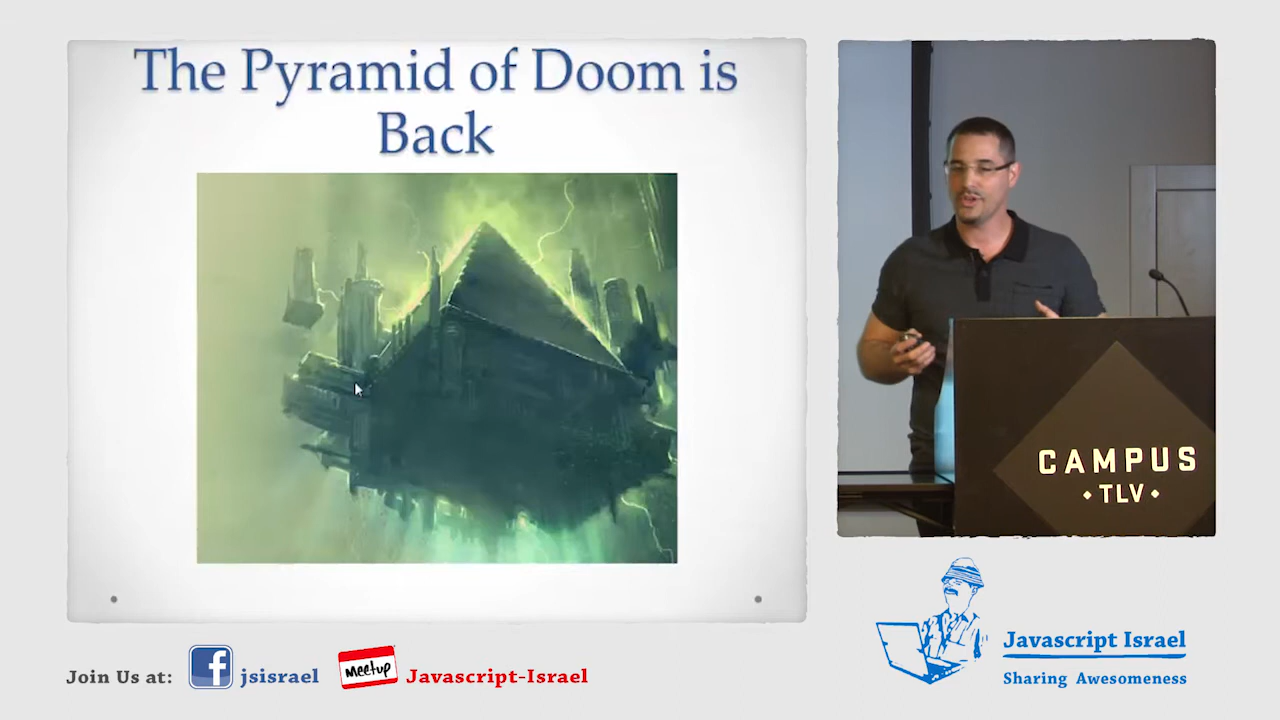 The Pyramid of Doom is
Back
CAMPUS
TLV
Join Us at:
jsisrael
Meetup
Javascript-Israel
Javascript Israel
Sharing Awesomeness